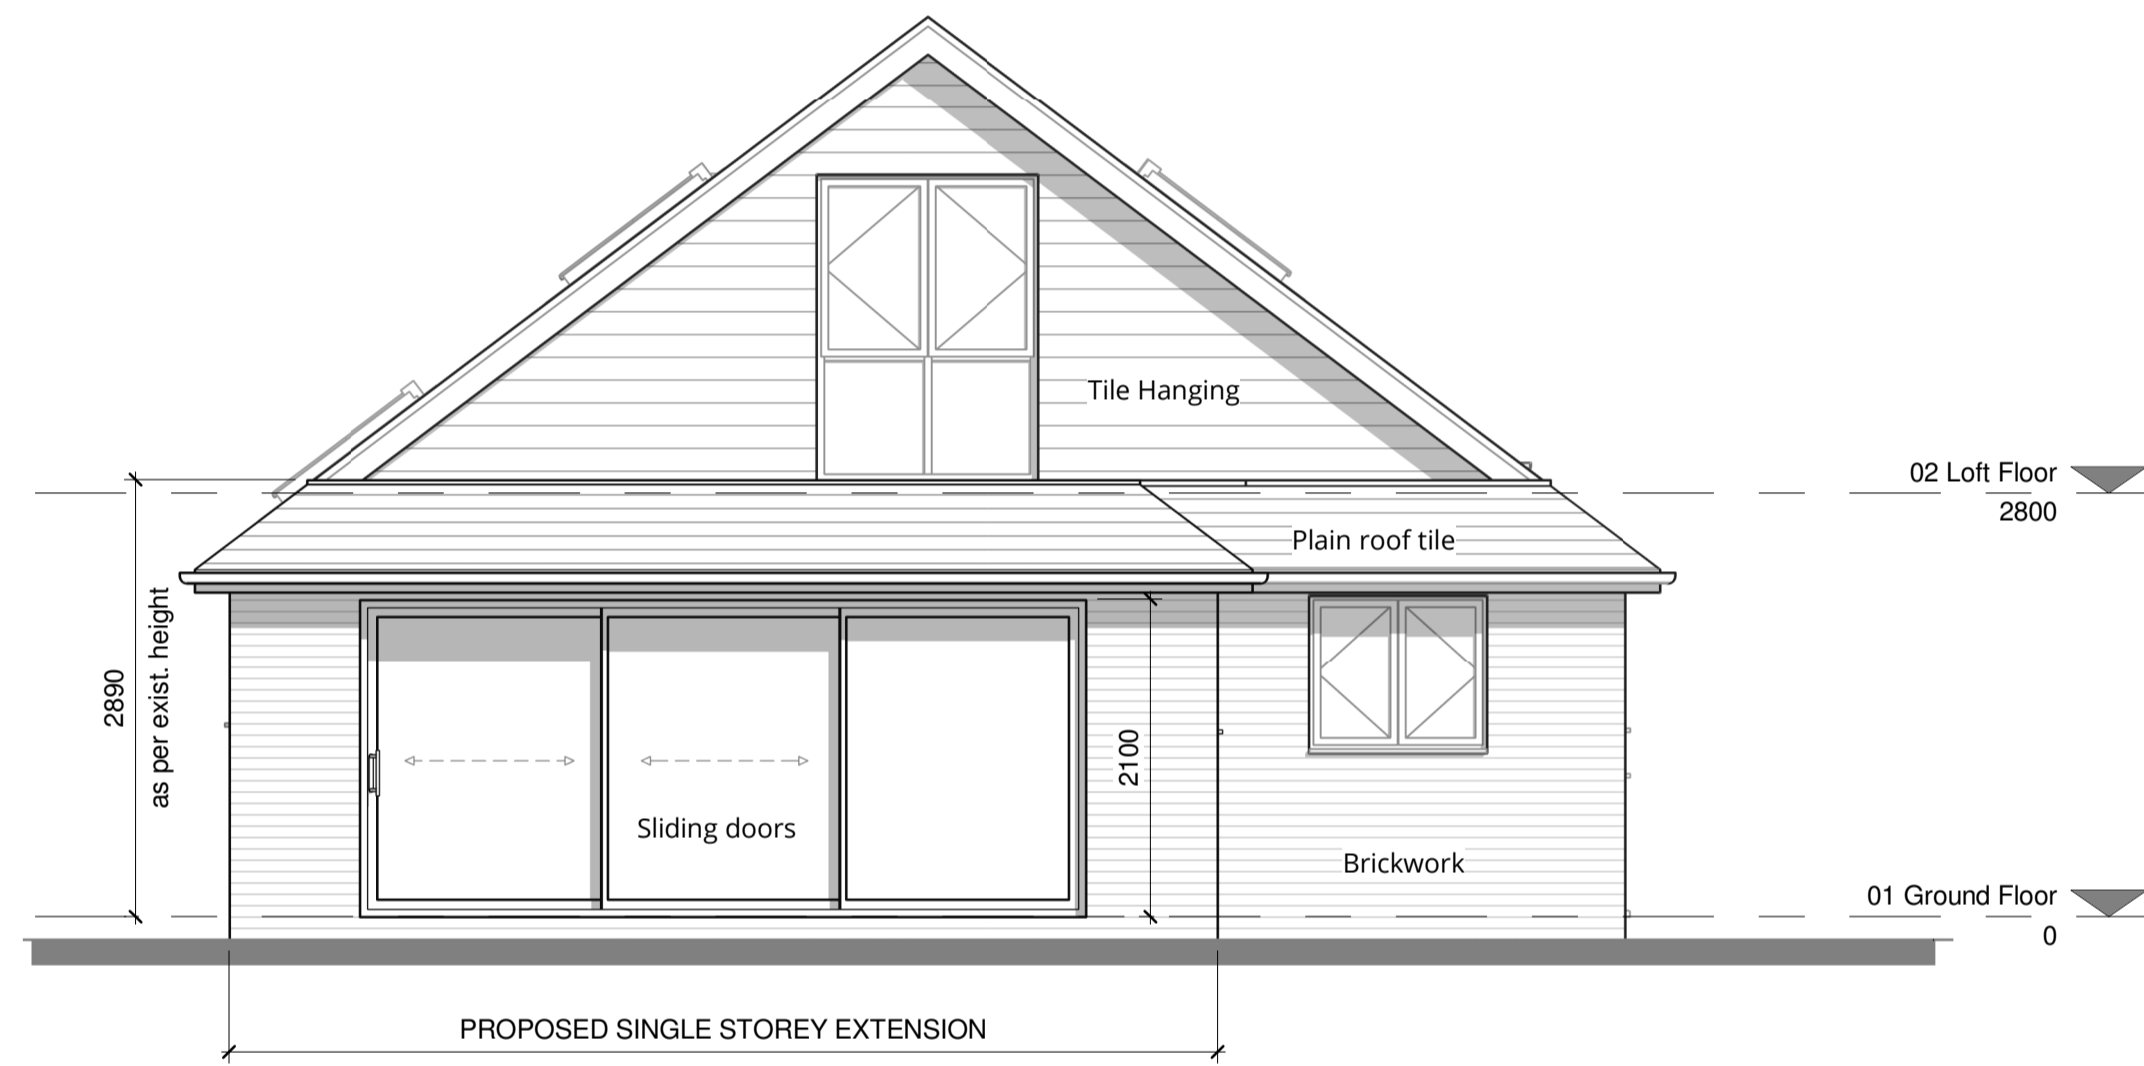 Tile Hanging
02 Loft Floor
2800
Plain roof tile
2890
as per exist. height
2100
Sliding doors
Brickwork
01 Ground Floor
0
PROPOSED SINGLE STOREY EXTENSION